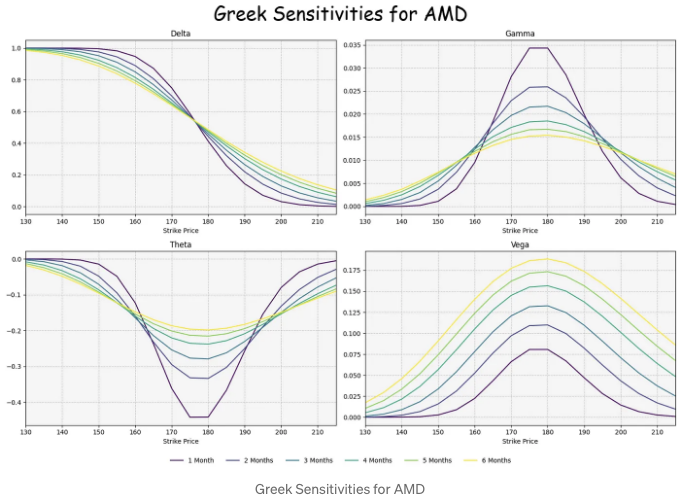 Greek Sensitivities for AMD
Delta
1.0
0.8
0.6
0.4
0.2
0.0
130 140 150 160 170 180 190 200 210
Strike Price
Gamma
0.035
0.030
0.025
0.020
0.015
0.010
0.005
0.000
130 140 150 160 170 180 190 200 210
Strike Price
Theta
0.0
−0.1
−0.2
−0.3
−0.4
130 140 150 160 170 180 190 200 210
Strike Price
Vega
0.175
0.150
0.125
0.100
0.075
0.050
0.025
0.000
130 140 150 160 170 180 190 200 210
Strike Price
1 Month 2 Months 3 Months 4 Months 5 Months 6 Months
Greek Sensitivities for AMD